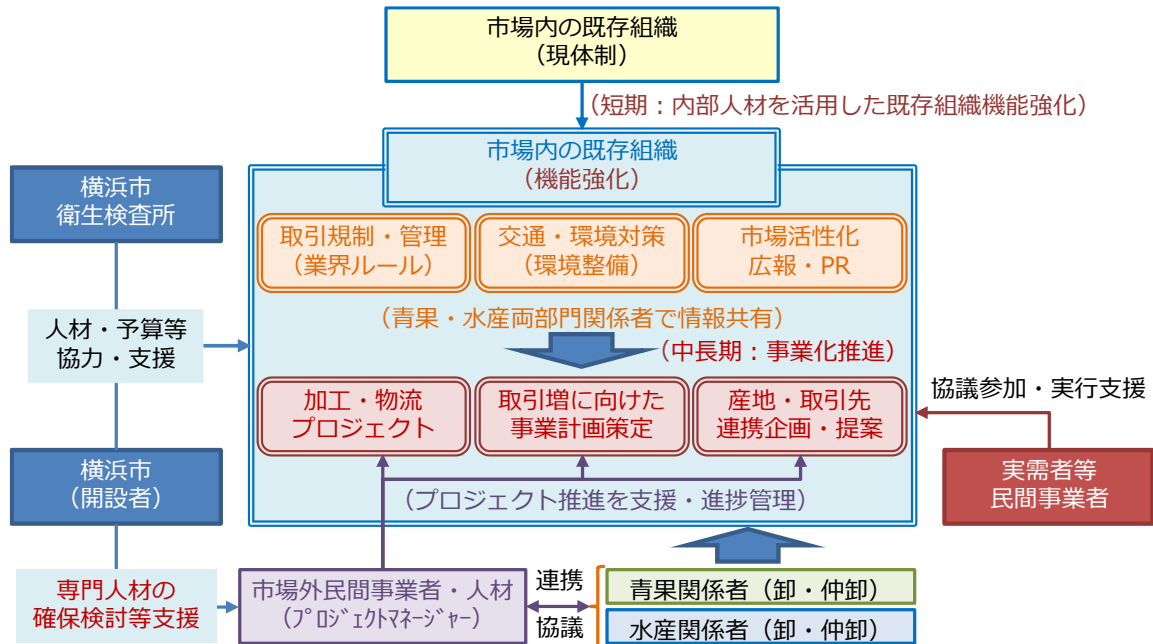 市場内の既存組織
（現体制）
（短期：内部人材を活用した既存組織機能強化）
市場内の既存組織
（機能強化）
横浜市
衛生検査所
取引規制・管理
（業界ルール）
交通・環境対策
（環境整備）
市場活性化
広報・PR
人材・予算等
協力・支援
（青果・水産両部門関係者で情報共有）
（中長期：事業化推進）
加工・物流
プロジェクト
取引増に向けた
事業計画策定
産地・取引先
連携企画・提案
協議参加・実行支援
横浜市
（開設者）
（プロジェクト推進を支援・進捗管理）
実需者等
民間事業者
専門人材の
確保検討等支援
市場外民間事業者・人材
（ﾌﾟﾛｼﾞｪｸﾄﾏﾈｰｼﾞｬｰ）
連携
協議
青果関係者（卸・仲卸）
水産関係者（卸・仲卸）